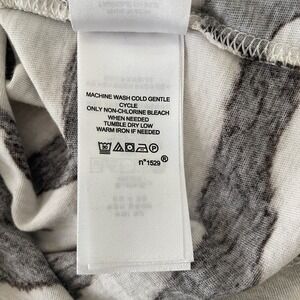 MACHINE WASH COLD GENTLE
CYCLE
ONLY NON-CHLORINE BLEACH
WHEN NEEDED
TUMBLE DRY LOW
WARM IRON IF NEEDED
n°1529®